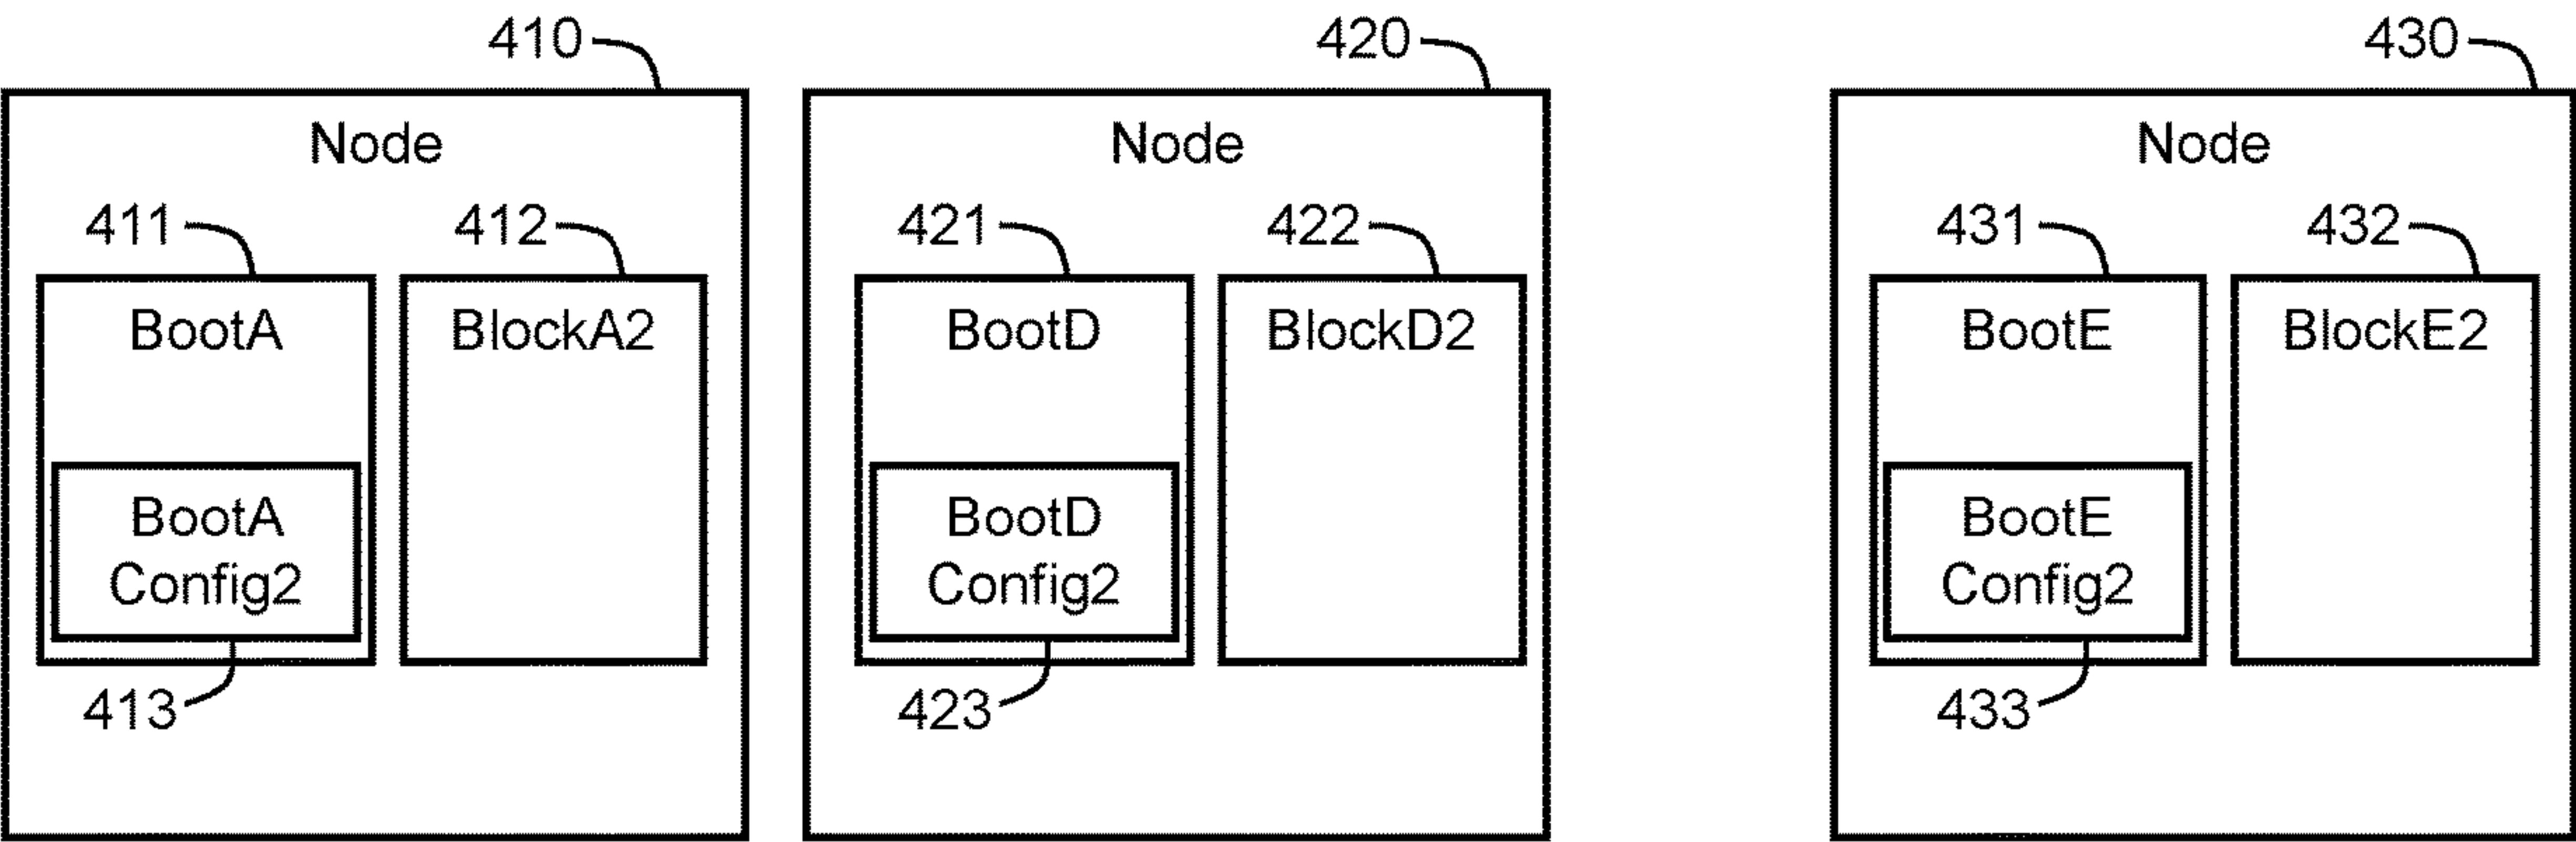 410
420
430
Node
Node
Node
411
412
421
422
431
432
BootA
BlockA2
BootD
BlockD2
BootE
BlockE2
BootA
Config2
BootD
Config2
BootE
Config2
413
423
433